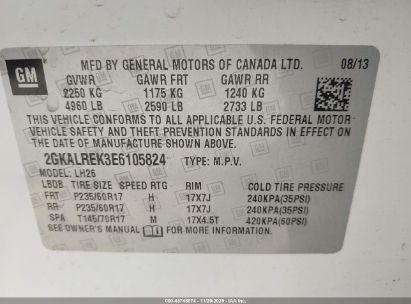 GM
MFD BY GENERAL MOTORS OF CANADA LTD. 08/13
GVWR GAWR FRT GAWR RR
2250 KG 1175 KG 1240 KG
4960 LB 2590 LB 2733 LB
THIS VEHICLE CONFORMS TO ALL APPLICABLE U.S. FEDERAL MOTOR
VEHICLE SAFETY, BUMPER, AND THEFT PREVENTION STANDARDS IN EFFECT ON
THE DATE OF MANUFACTURE SHOWN ABOVE.
2GKALREK3E6105824 TYPE: M.P.V.
MODEL: LH26
LBDB TIRE SIZE SPEED RTG RIM COLD TIRE PRESSURE
FRT P235/60R17 H 17X7J 240KPA(35PSI)
RR P235/60R17 H 17X7J 240KPA(35PSI)
SPA T145/70R17 M 17X4.5T 420KPA(60PSI)
SEE OWNER'S MANUAL FOR MORE INFORMATION